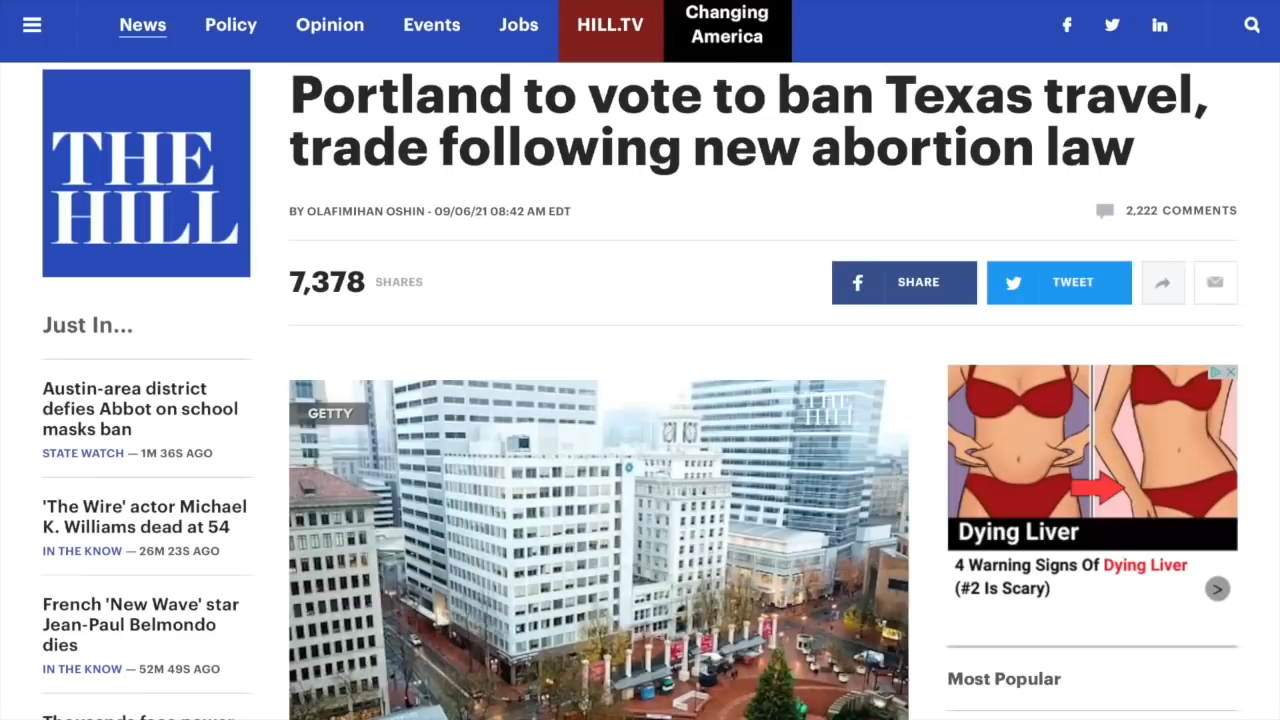 News
Policy
Opinion
Events
Jobs
HILL.TV
Changing
America
THE
HILL
Portland to vote to ban Texas travel,
trade following new abortion law
BY OLAFIMIHAN OSHIN - 09/06/21 08:42 AM EDT
2,222 COMMENTS
7,378 SHARES
SHARE
TWEET
Just In...
Austin-area district
defies Abbot on school
masks ban
STATE WATCH — 1M 36S AGO
'The Wire' actor Michael
K. Williams dead at 54
IN THE KNOW — 26M 23S AGO
French 'New Wave' star
Jean-Paul Belmondo
dies
IN THE KNOW — 52M 49S AGO
GETTY
THE
HILL
Dying Liver
4 Warning Signs Of Dying Liver
(#2 Is Scary)
Most Popular